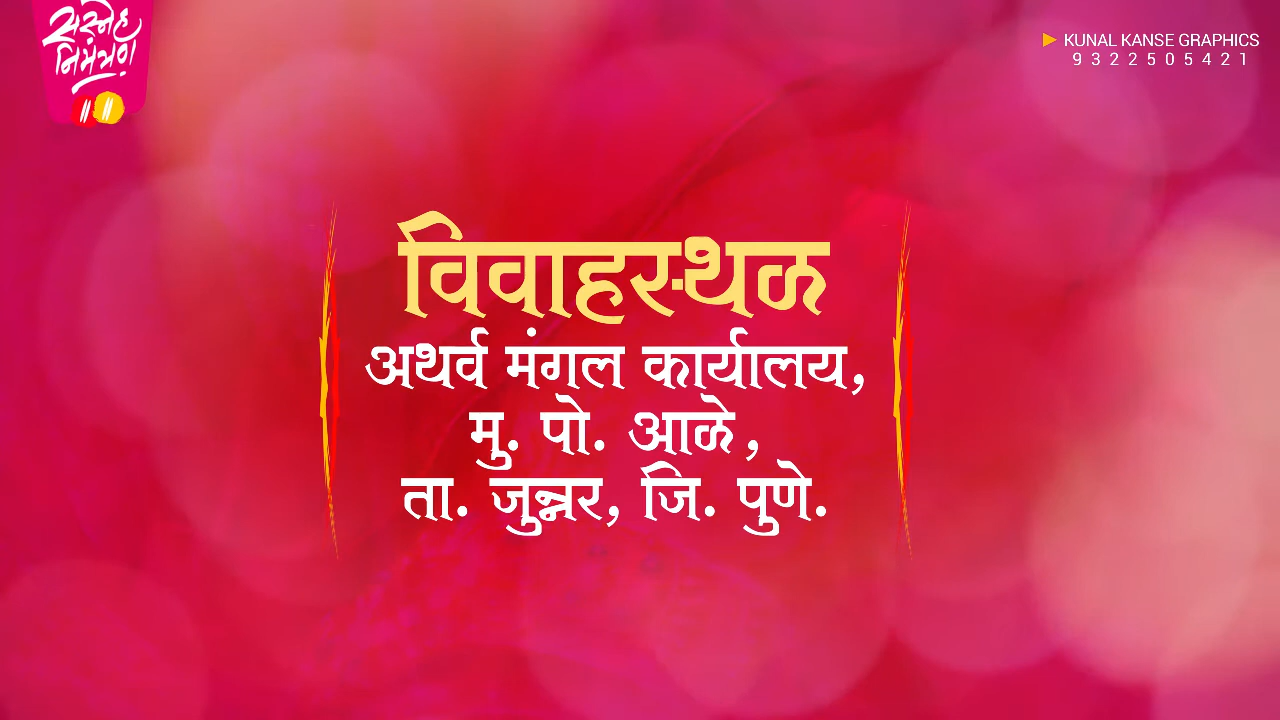 सस्नेह
निमंत्रण
KUNAL KANSE GRAPHICS
9322505421
विवाहस्थळ
अथर्व मंगल कार्यालय,
मु. पो. आळे,
ता. जुन्नर, जि. पुणे.